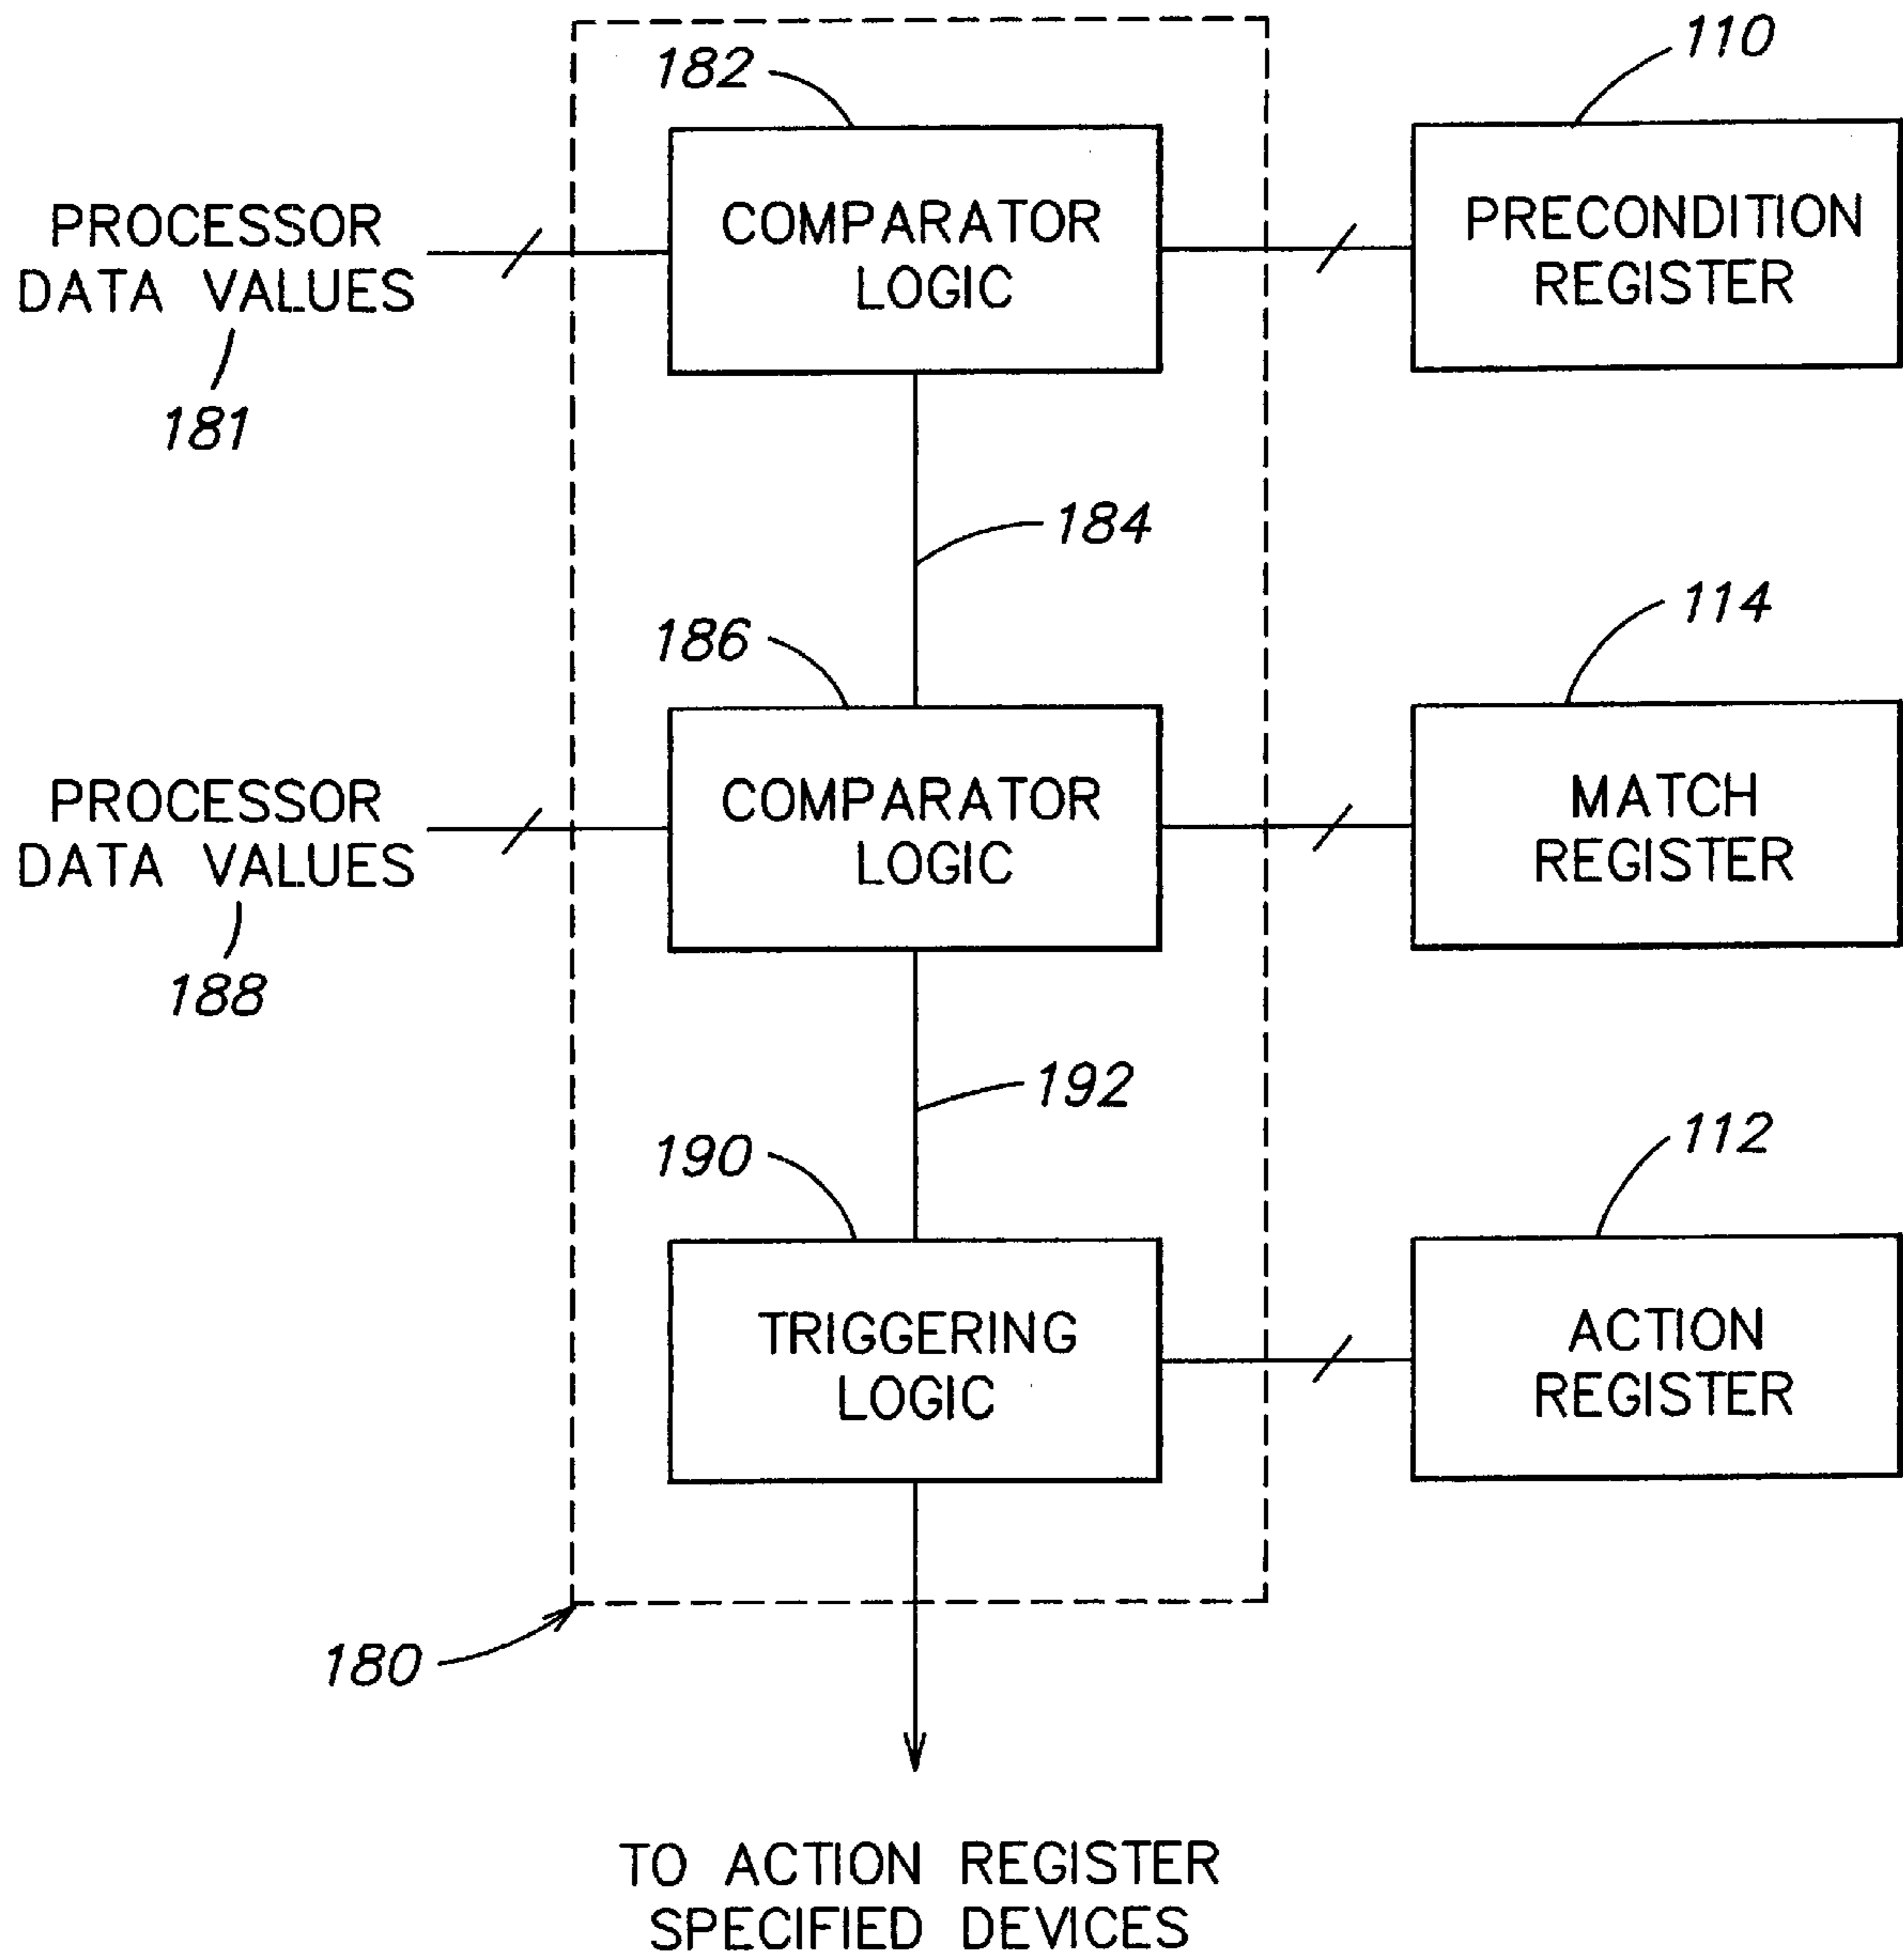 182
110
PROCESSOR
DATA VALUES
181
COMPARATOR
LOGIC
PRECONDITION
REGISTER
184
186
114
PROCESSOR
DATA VALUES
188
COMPARATOR
LOGIC
MATCH
REGISTER
192
190
112
TRIGGERING
LOGIC
ACTION
REGISTER
180
TO ACTION REGISTER
SPECIFIED DEVICES